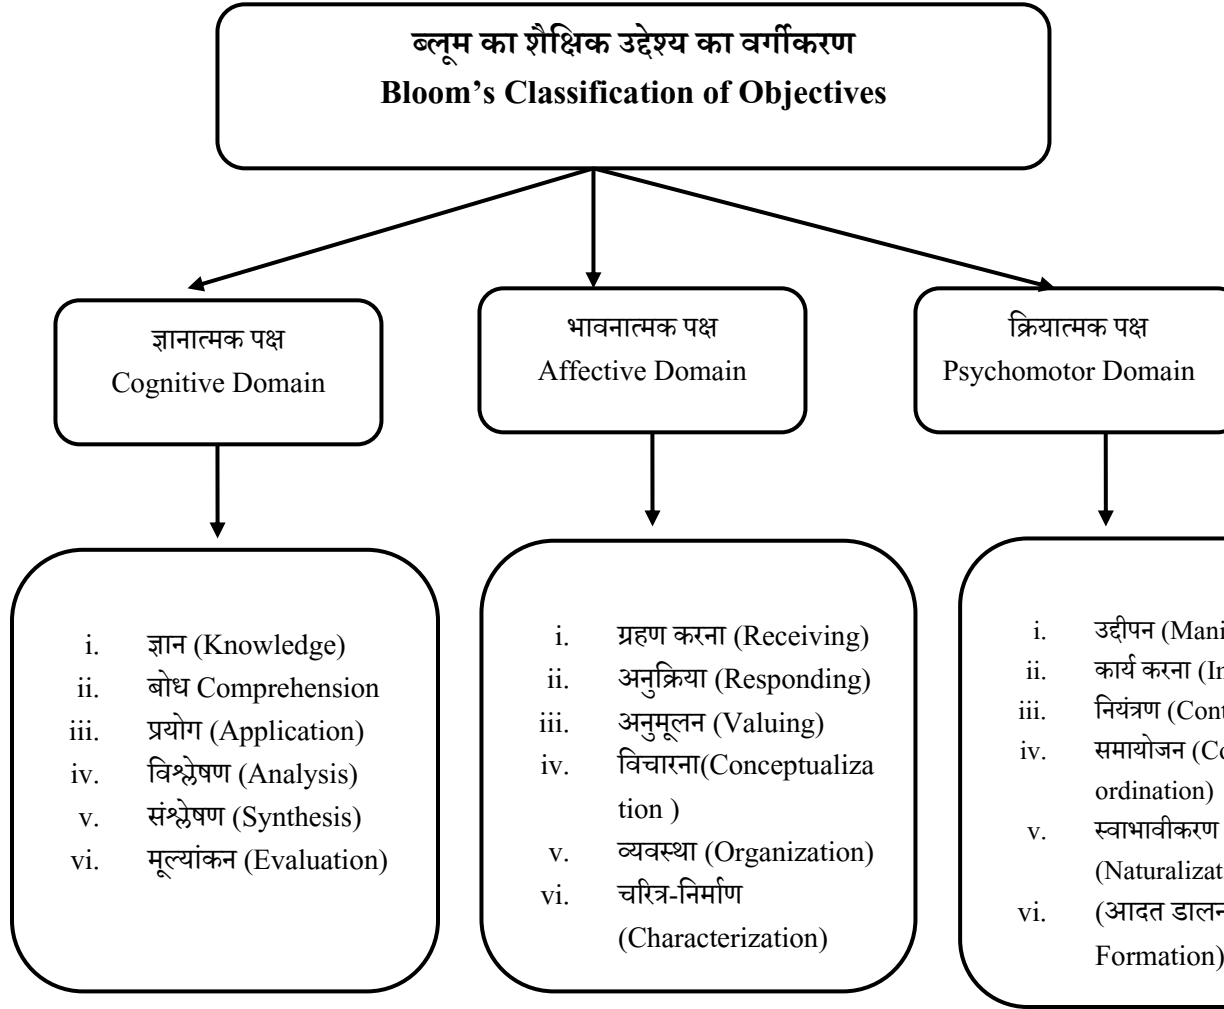 ब्लूम का शैक्षिक उद्देश्य का वर्गीकरण
Bloom’s Classification of Objectives
ज्ञानात्मक पक्ष
Cognitive Domain
भावनात्मक पक्ष
Affective Domain
क्रियात्मक पक्ष
Psychomotor Domain
i. ज्ञान (Knowledge)
ii. बोध Comprehension
iii. प्रयोग (Application)
iv. विश्लेषण (Analysis)
v. संश्लेषण (Synthesis)
vi. मूल्यांकन (Evaluation)
i. ग्रहण करना (Receiving)
ii. अनुक्रिया (Responding)
iii. अनुमूलन (Valuing)
iv. विचारना(Conceptualiza
tion )
v. व्यवस्था (Organization)
vi. चरित्र-निर्माण
(Characterization)
i. उद्दीपन
ii. कार्य करना
iii. नियंत्रण
iv. समायोजन
ordination)
v. स्वाभावीकरण
vi. (आदत
Formation)